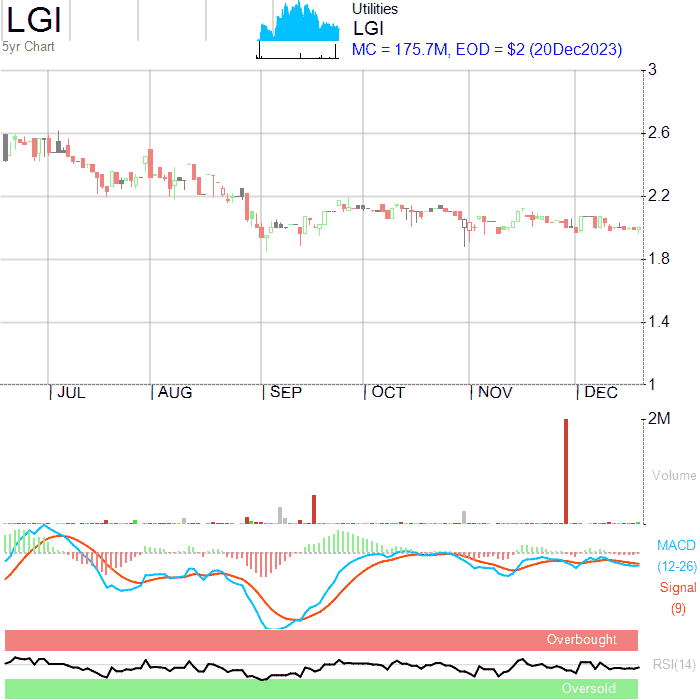 LGI
5yr Chart
Utilities
LGI
MC = 175.7M, EOD = $2 (20Dec2023)
3
2.6
2.2
1.8
1.4
1
JUL AUG SEP OCT NOV DEC
2M
Volume
MACD
(12-26)
Signal
(9)
Overbought
RSI(14)
Oversold